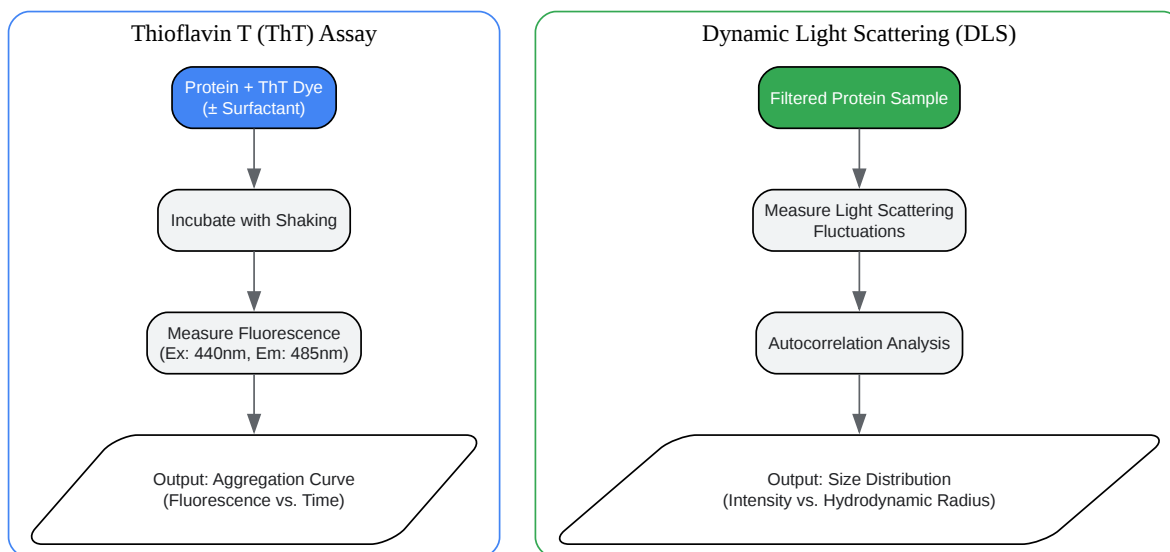 Thioflavin T (ThT) Assay
Protein + ThT Dye
(± Surfactant)
Incubate with Shaking
Measure Fluorescence
(Ex: 440nm, Em: 485nm)
Output: Aggregation Curve
(Fluorescence vs. Time)
Dynamic Light Scattering (DLS)
Filtered Protein Sample
Measure Light Scattering
Fluctuations
Autocorrelation Analysis
Output: Size Distribution
(Intensity vs. Hydrodynamic Radius)